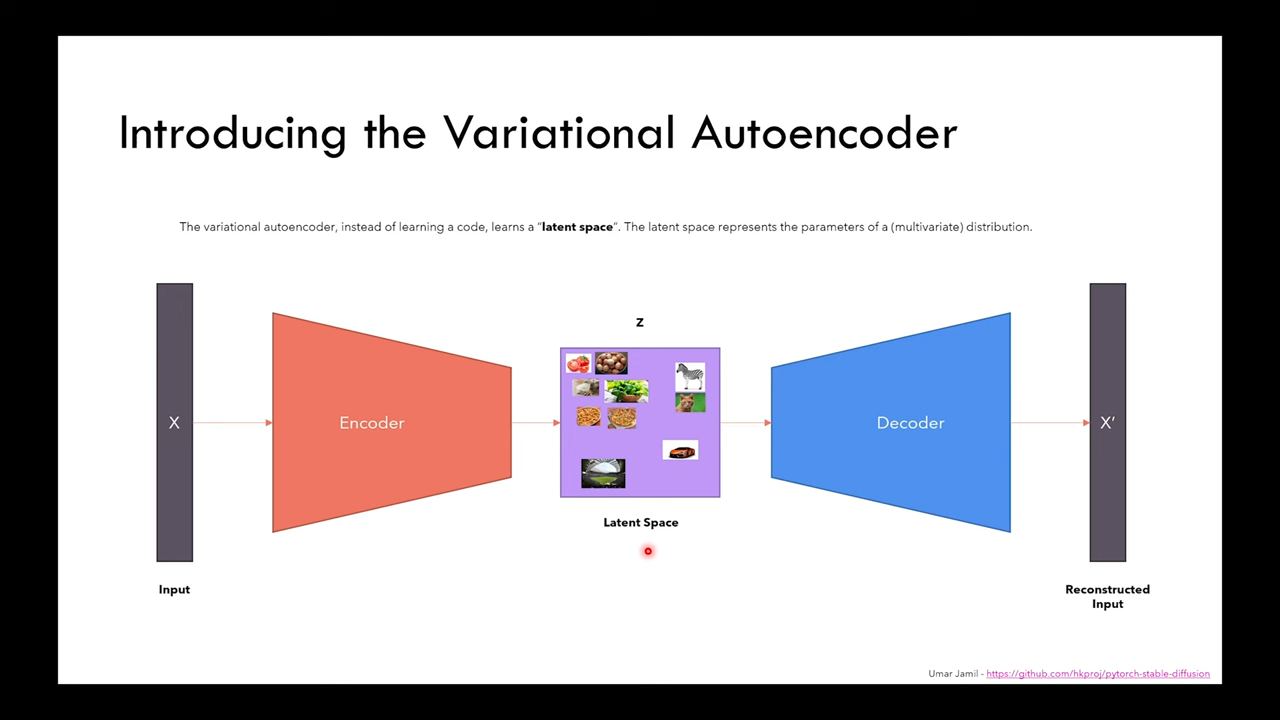 Introducing the Variational Autoencoder
The variational autoencoder, instead of learning a code, learns a “latent space”. The latent space represents the parameters of a (multivariate) distribution.
Z
X
Encoder
Decoder
X’
Latent Space
Input
Reconstructed
Input
Umar Jamil - https://github.com/hkproj/pytorch-stable-diffusion